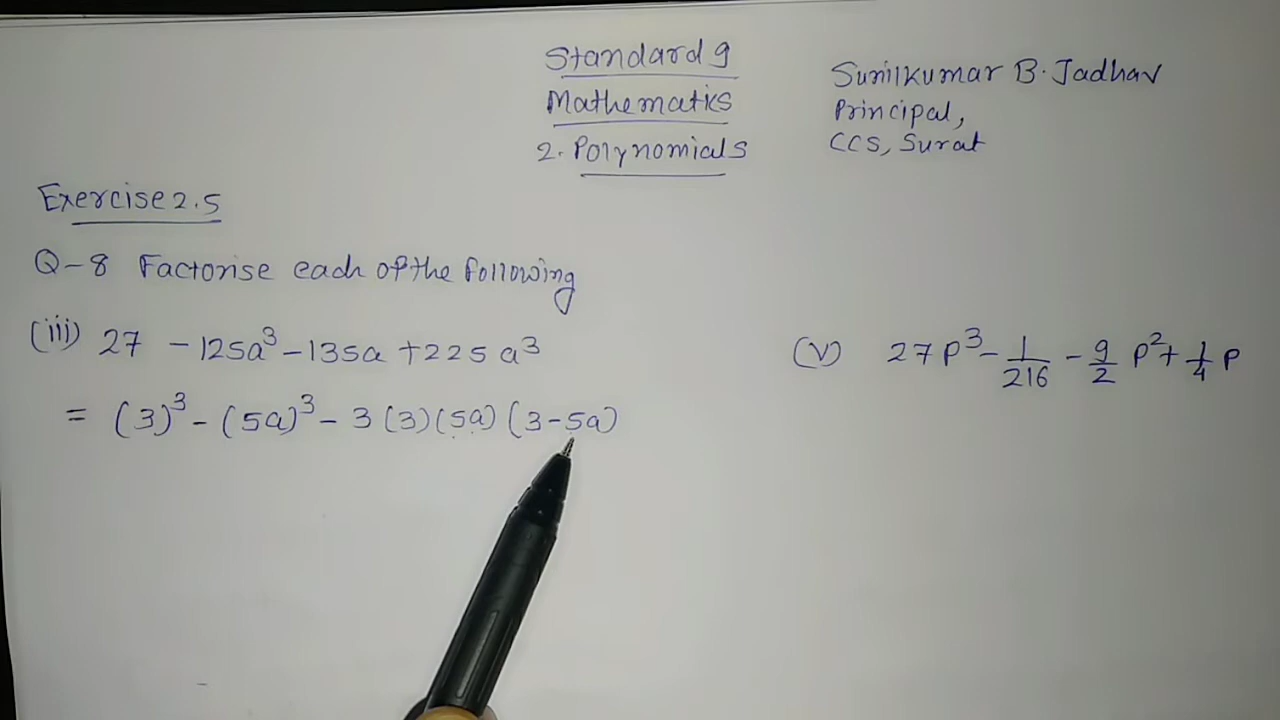 Standard 9
Mathematics
2. Polynomials
Sunilkumar B. Jadhav
Principal,
CCS, Surat
Exercise 2.5
Q-8 Factorise each of the following
(iii) 27 - 125a³ - 135a + 225a³
= (3)³ - (5a)³ - 3(3)(5a)(3-5a)
(v) 27p³ - 1/216 - 9/2 p² + 1/4 p